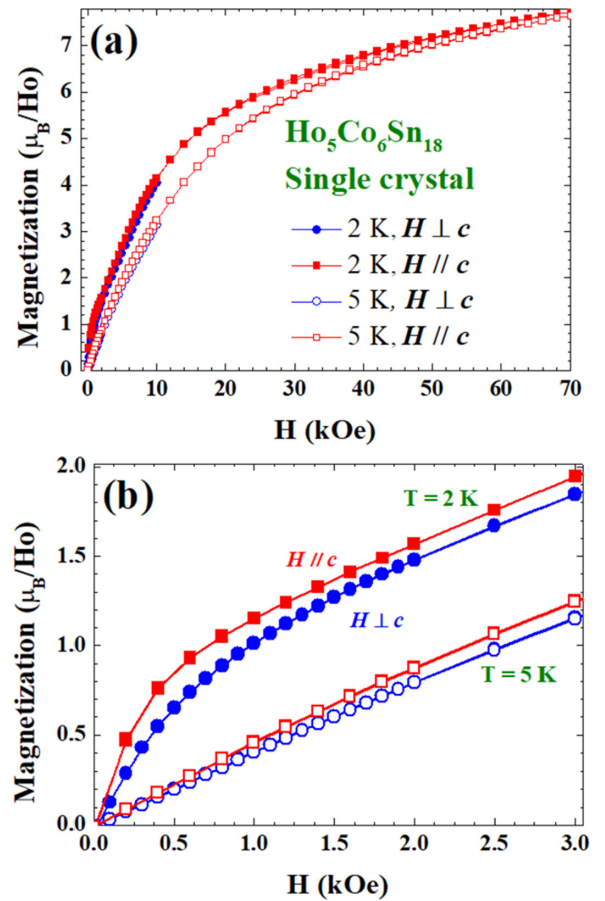 (a)
Magnetization (μB/Ho)
7
6
5
4
3
2
1
0
Ho5Co6Sn18
Single crystal
2 K, H ⊥ c
2 K, H // c
5 K, H ⊥ c
5 K, H // c
0 10 20 30 40 50 60 70
H (kOe)
(b)
Magnetization (μB/Ho)
2.0
1.5
1.0
0.5
0.0
T = 2 K
H // c
H ⊥ c
T = 5 K
0.0 0.5 1.0 1.5 2.0 2.5 3.0
H (kOe)